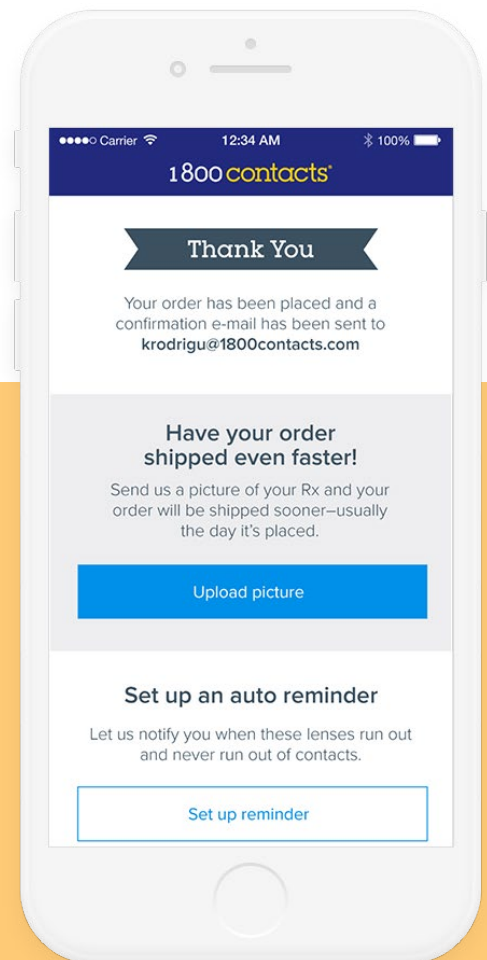 Carrier 12:34 AM 100%
1800 contacts
Thank You
Your order has been placed and a
confirmation e-mail has been sent to
krodrigu@1800contacts.com
Have your order
shipped even faster!
Send us a picture of your Rx and your
order will be shipped sooner–usually
the day it's placed.
Upload picture
Set up an auto reminder
Let us notify you when these lenses run out
and never run out of contacts.
Set up reminder